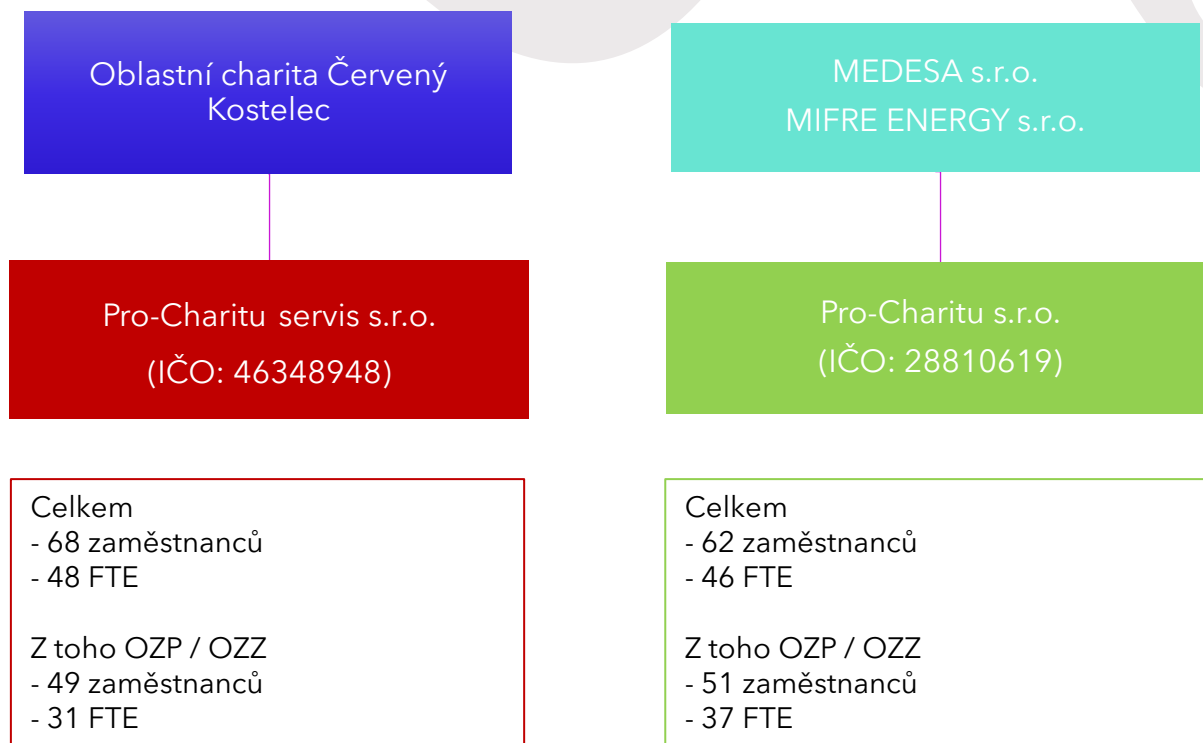 Oblastní charita Červený
Kostelec
MEDESA s.r.o.
MIFRE ENERGY s.r.o.
Pro-Charitu servis s.r.o.
(IČO: 46348948)
Pro-Charitu s.r.o.
(IČO: 28810619)
Celkem
- 68 zaměstnanců
- 48 FTE
Z toho OZP / OZZ
- 49 zaměstnanců
- 31 FTE
Celkem
- 62 zaměstnanců
- 46 FTE
Z toho OZP / OZZ
- 51 zaměstnanců
- 37 FTE